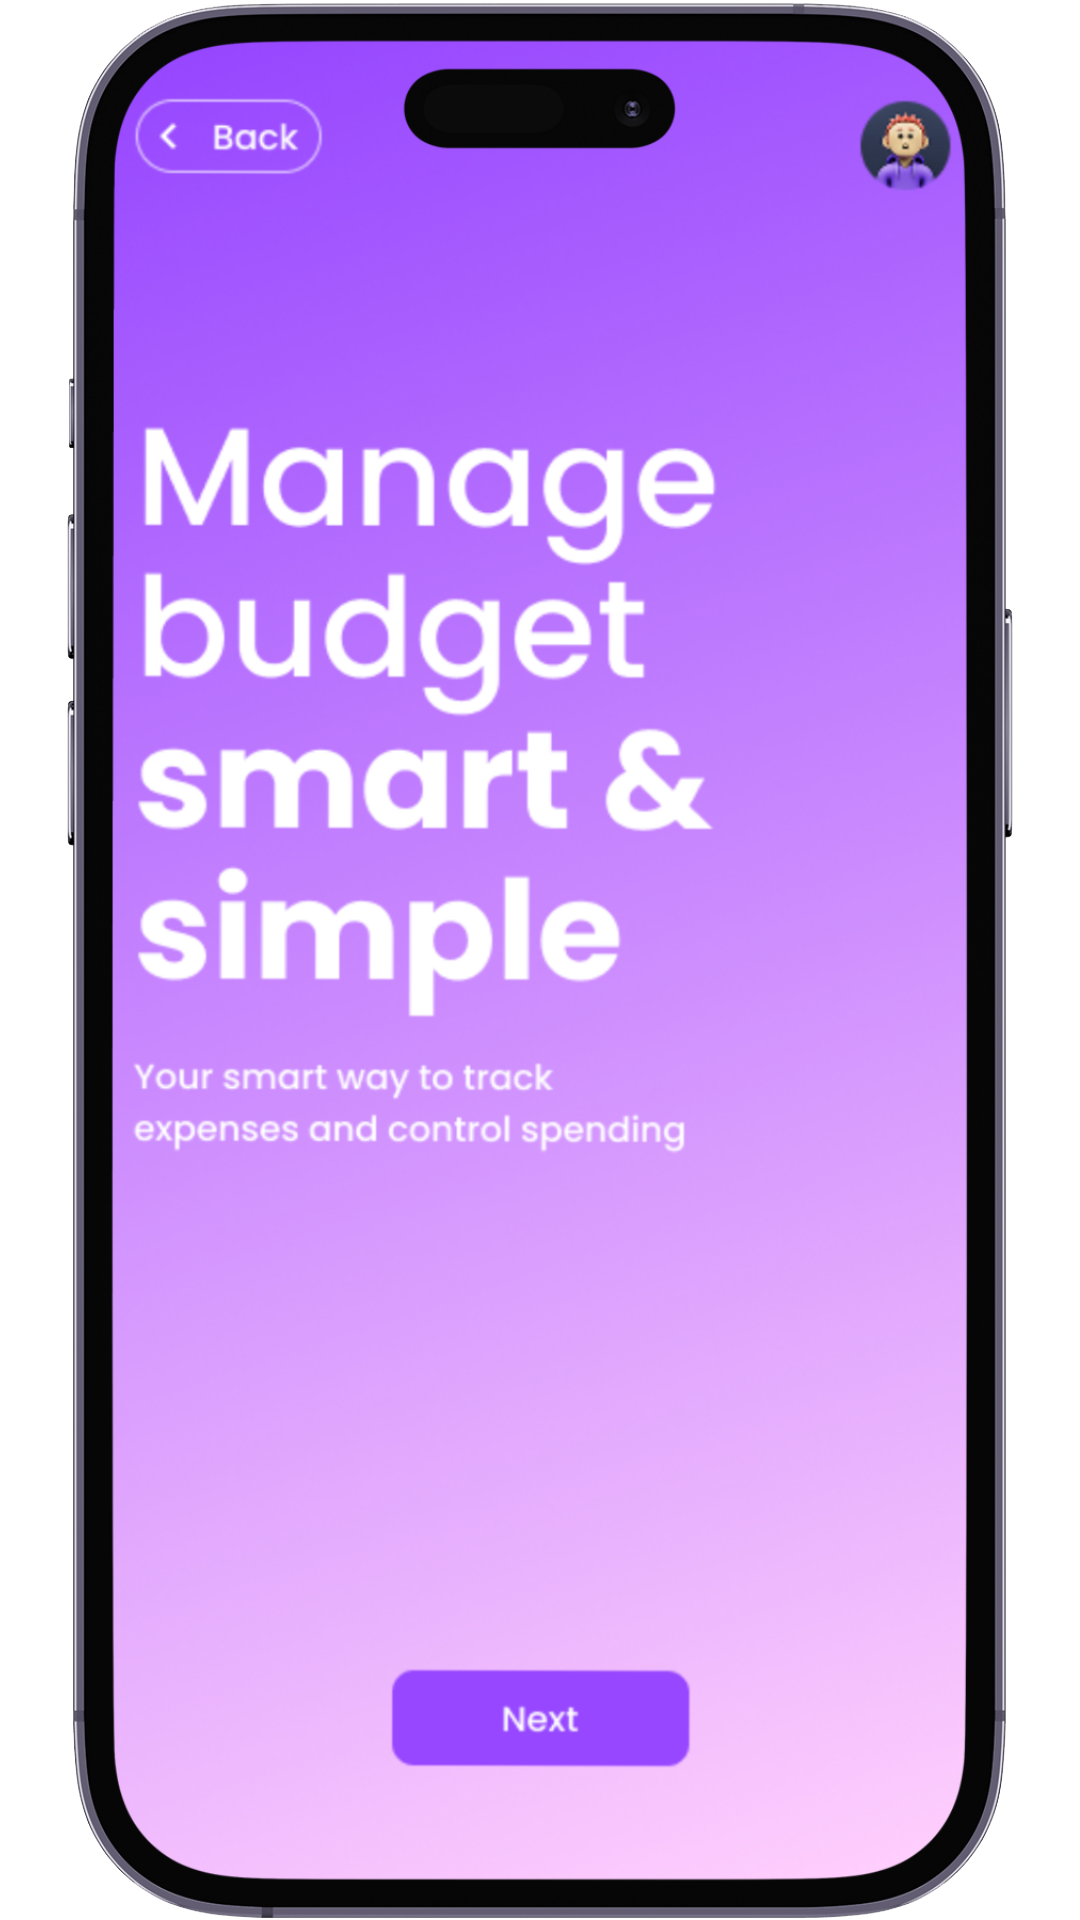 Back
Manage
budget
smart &
simple
Your smart way to track
expenses and control spending
Next